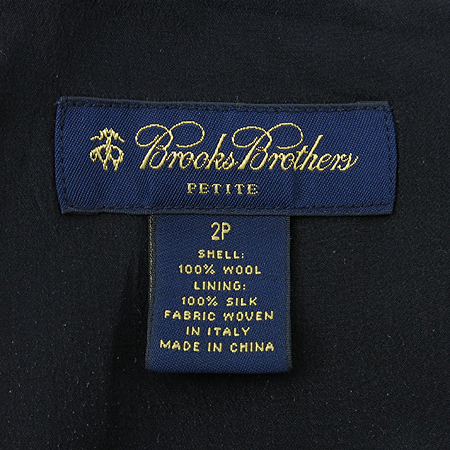 Brooks Brothers
PETITE
2P
SHELL:
100% WOOL
LINING:
100% SILK
FABRIC WOVEN
IN ITALY
MADE IN CHINA